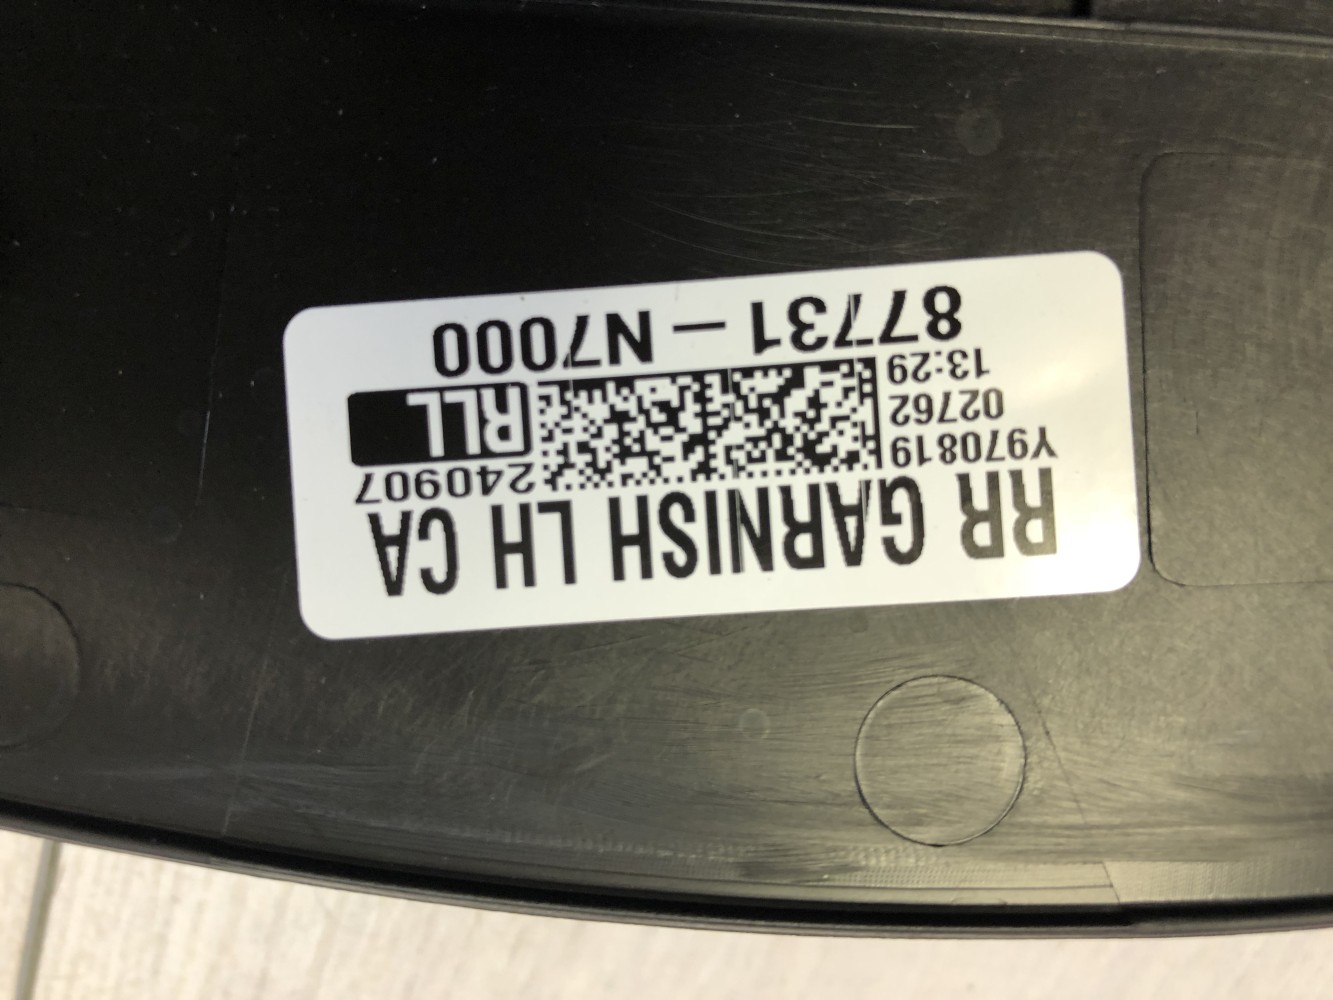 RR GARNISH LH CA
Y970819 240907
02762 RLL
13:29
87731 – N7000